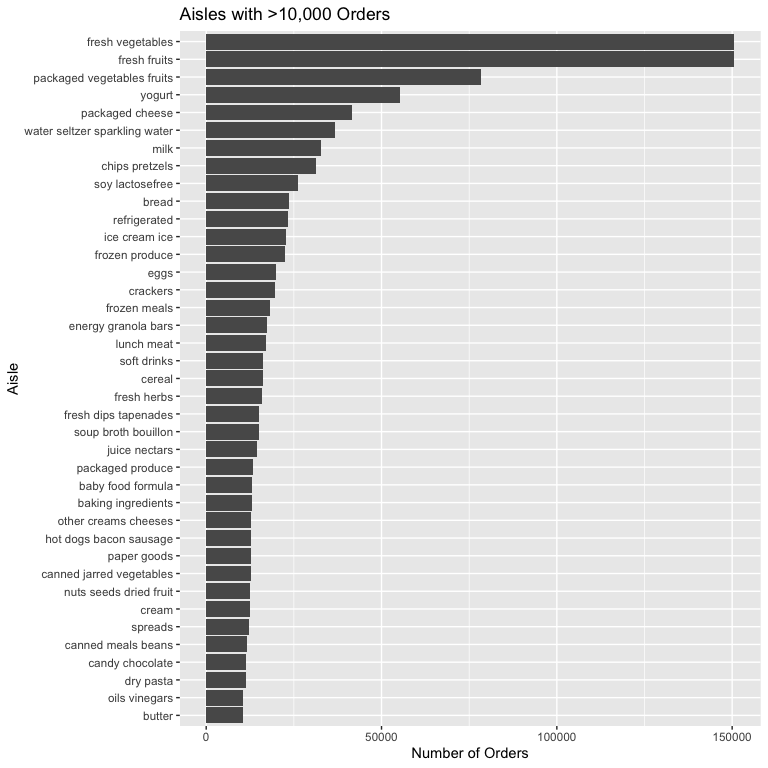 Aisles with >10,000 Orders
fresh vegetables
fresh fruits
packaged vegetables fruits
yogurt
packaged cheese
water seltzer sparkling water
milk
chips pretzels
soy lactosefree
bread
refrigerated
ice cream ice
frozen produce
eggs
crackers
frozen meals
energy granola bars
lunch meat
soft drinks
cereal
fresh herbs
fresh dips tapenades
soup broth bouillon
juice nectars
packaged produce
baby food formula
baking ingredients
other creams cheeses
hot dogs bacon sausage
paper goods
canned jarred vegetables
nuts seeds dried fruit
cream
spreads
canned meals beans
candy chocolate
dry pasta
oils vinegars
butter
Aisle
0 50000 100000 150000
Number of Orders